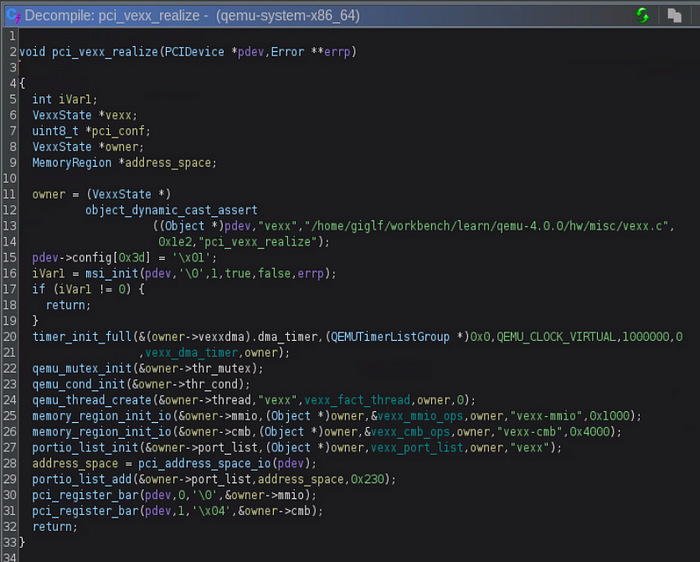 Decompile: pci_vexx_realize - (qemu-system-x86_64)
1
2 void pci_vexx_realize(PCIDevice *pdev,Error **errp)
3
4 {
5   int iVar1;
6   VexxState *vexx;
7   uint8_t *pci_conf;
8   VexxState *owner;
9   MemoryRegion *address_space;
10
11   owner = (VexxState *)
12           object_dynamic_cast_assert
13                     ((Object *)pdev,"vexx","/home/giglf/workbench/learn/qemu-4.0.0/hw/misc/vexx.c",
14                      0x1e2,"pci_vexx_realize");
15   pdev->config[0x3d] = '\x01';
16   iVar1 = msi_init(pdev,'\0',1,true,false,errp);
17   if (iVar1 != 0) {
18     return;
19   }
20   timer_init_full(&(owner->vexxdma).dma_timer,(QEMUTimerListGroup *)0x0,QEMU_CLOCK_VIRTUAL,1000000,0
21                   ,vexx_dma_timer,owner);
22   qemu_mutex_init(&owner->thr_mutex);
23   qemu_cond_init(&owner->thr_cond);
24   qemu_thread_create(&owner->thread,"vexx",vexx_fact_thread,owner,0);
25   memory_region_init_io(&owner->mmio,(Object *)owner,&vexx_mmio_ops,owner,"vexx-mmio",0x1000);
26   memory_region_init_io(&owner->cmb,(Object *)owner,&vexx_cmb_ops,owner,"vexx-cmb",0x4000);
27   portio_list_init(&owner->port_list,(Object *)owner,vexx_port_list,owner,"vexx");
28   address_space = pci_address_space_io(pdev);
29   portio_list_add(&owner->port_list,address_space,0x230);
30   pci_register_bar(pdev,0,'\0',&owner->mmio);
31   pci_register_bar(pdev,1,'\x04',&owner->cmb);
32   return;
33 }
34